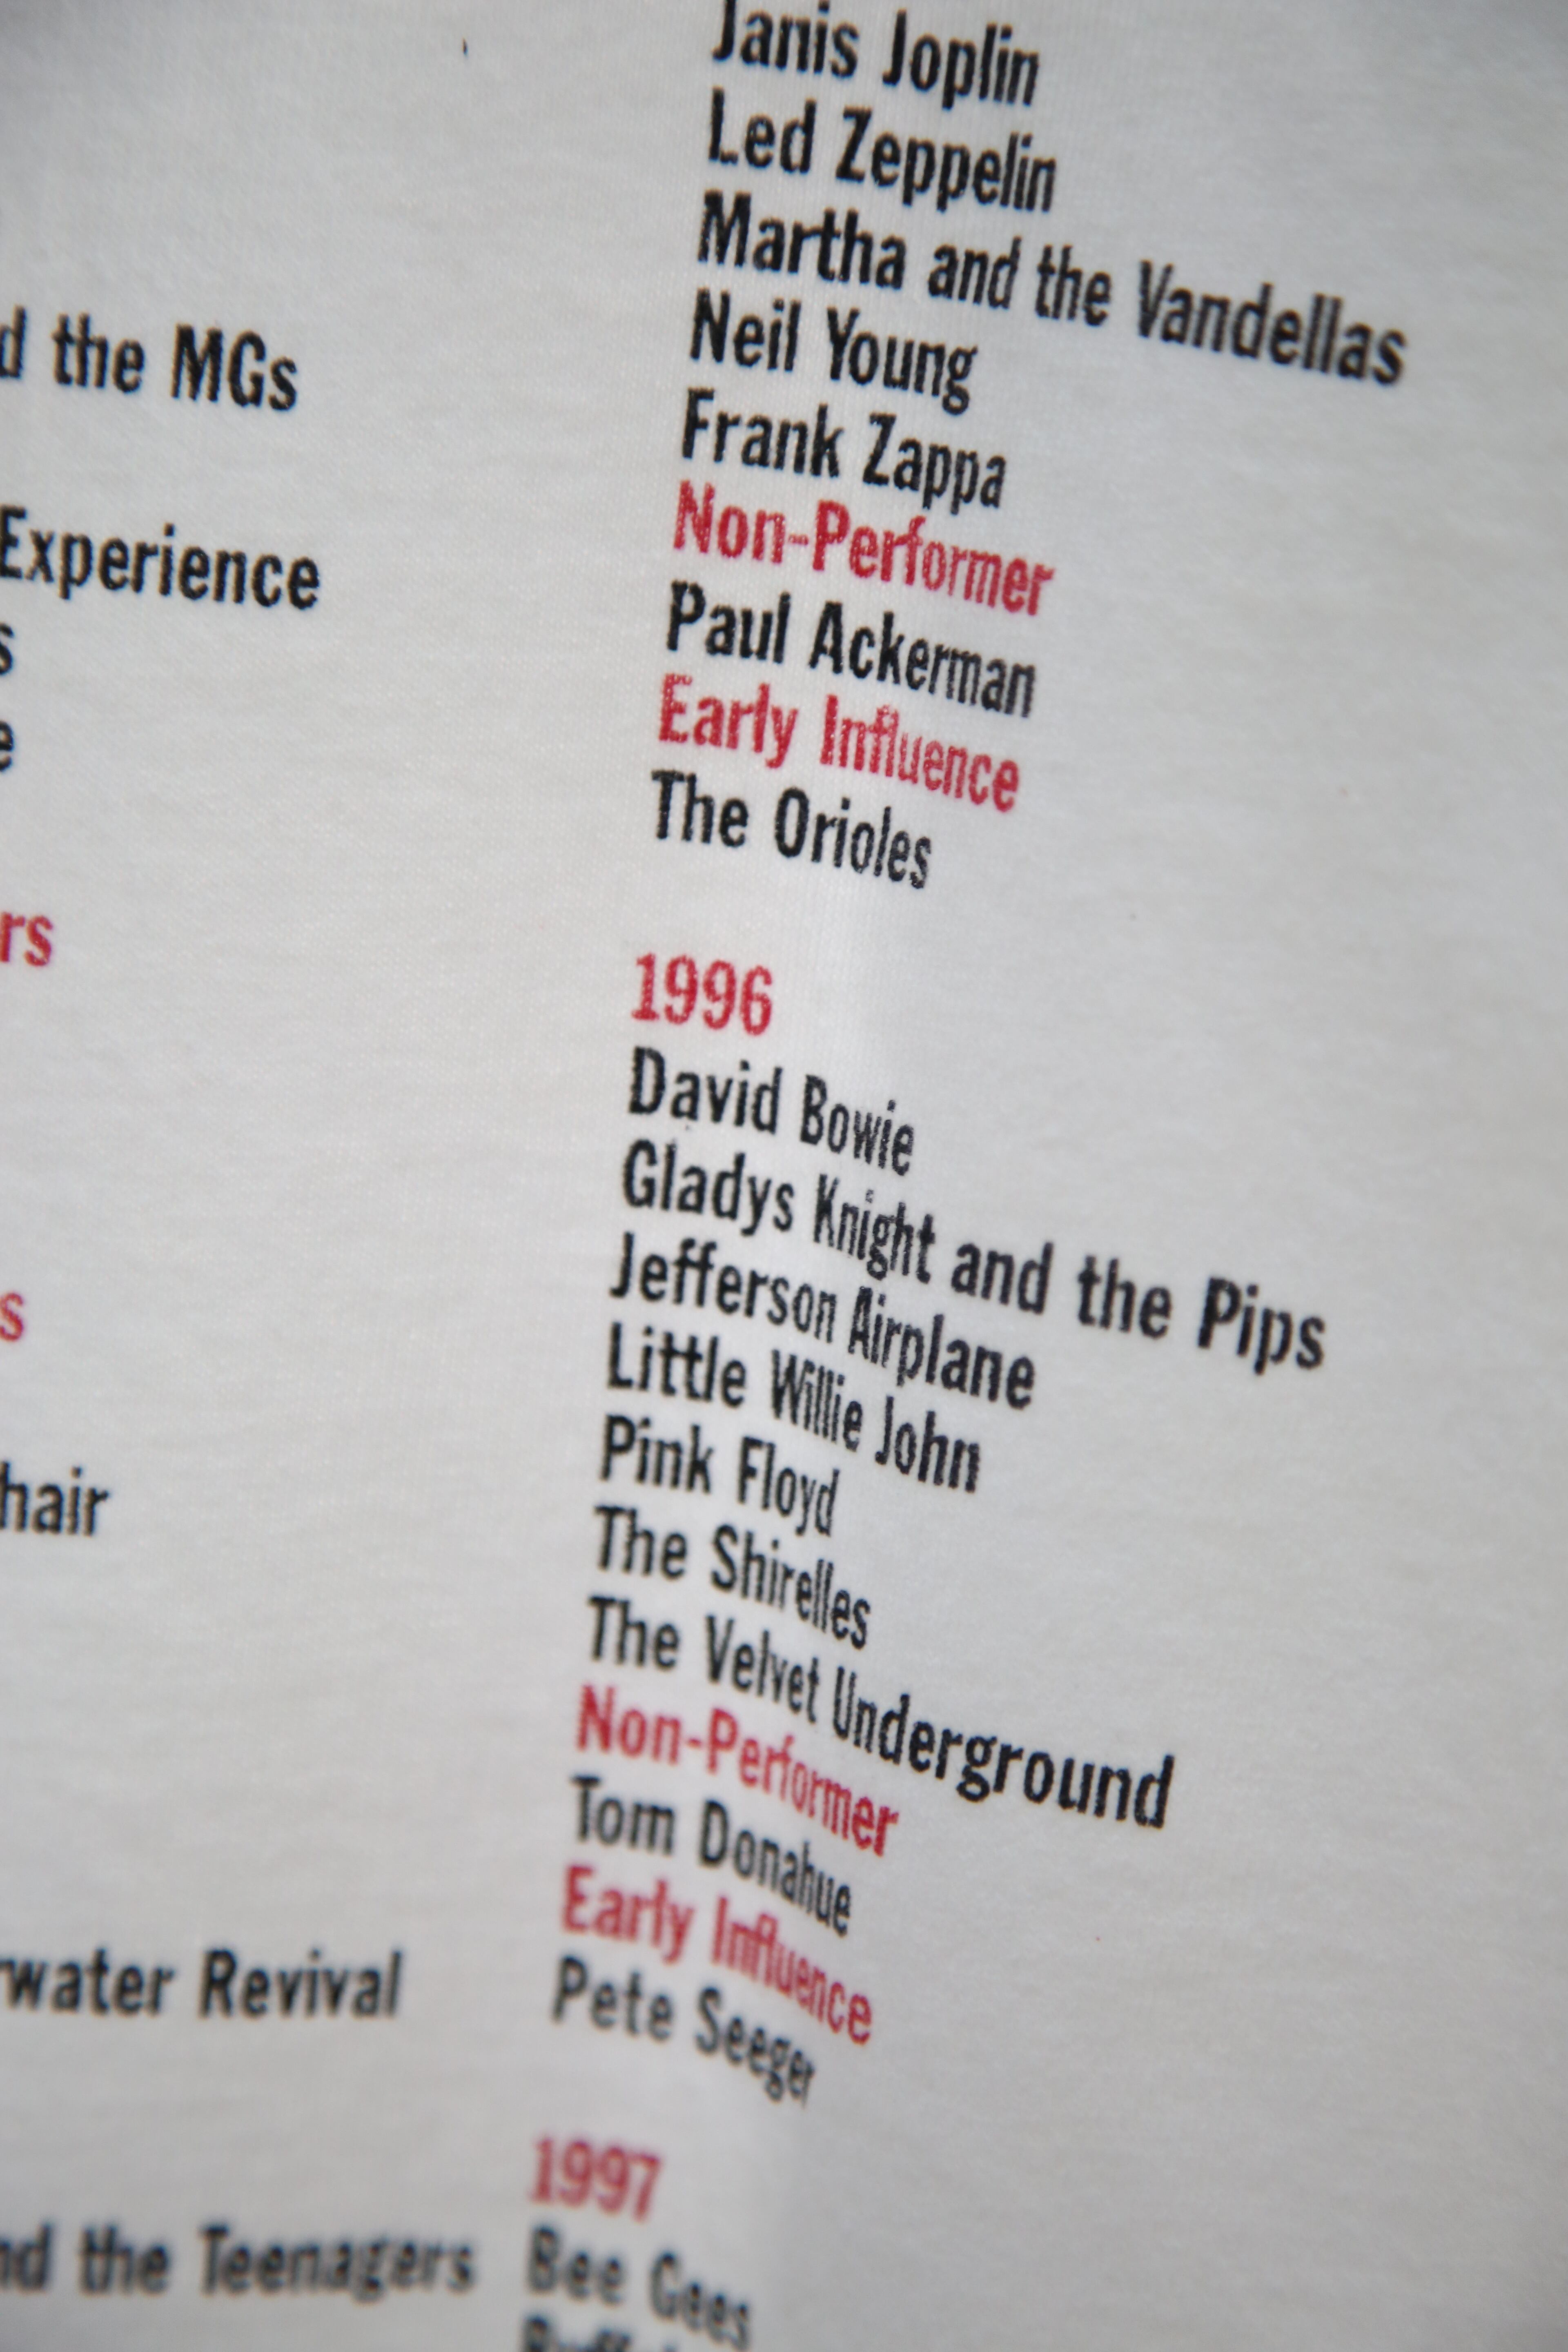 d the MGs
Experience
s
e
rs
s
hair
rwater Revival
nd the Teenagers
Janis Joplin
Led Zeppelin
Martha and the Vandellas
Neil Young
Frank Zappa
Non-Performer
Paul Ackerman
Early Influence
The Orioles
1996
David Bowie
Gladys Knight and the Pips
Jefferson Airplane
Little Willie John
Pink Floyd
The Shirelles
The Velvet Underground
Non-Performer
Tom Donahue
Early Influence
Pete Seeger
1997
Bee Gees